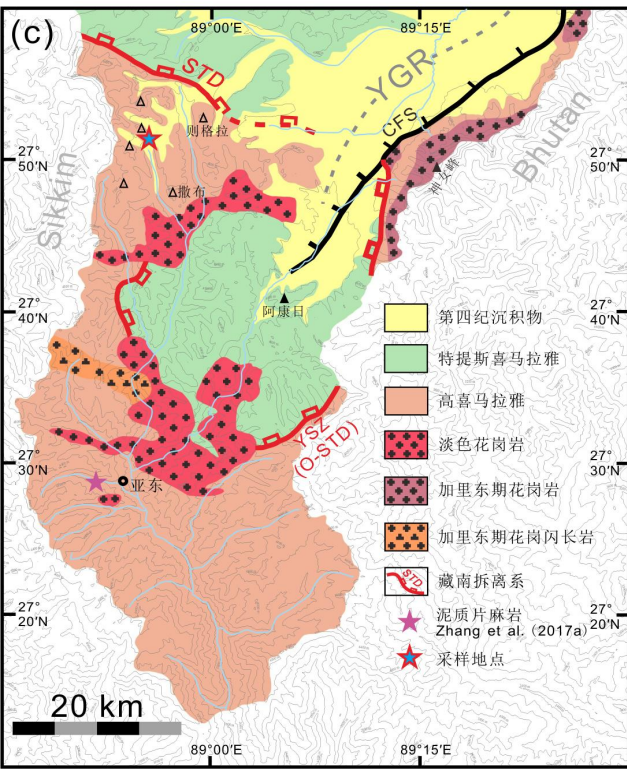 (c)
89°00'E
89°15'E
STD
YGR
CFS
则格拉
27°
50'N
27°
50'N
Sikkim
Bhutan
神女峰
撒布
27°
40'N
27°
40'N
阿康日
第四纪沉积物
特提斯喜马拉雅
高喜马拉雅
淡色花岗岩
加里东期花岗岩
加里东期花岗闪长岩
STD
藏南拆离系
泥质片麻岩
Zhang et al. (2017a)
采样地点
YSZ
(O-STD)
27°
30'N
27°
30'N
亚东
27°
20'N
27°
20'N
20 km
89°00'E
89°15'E